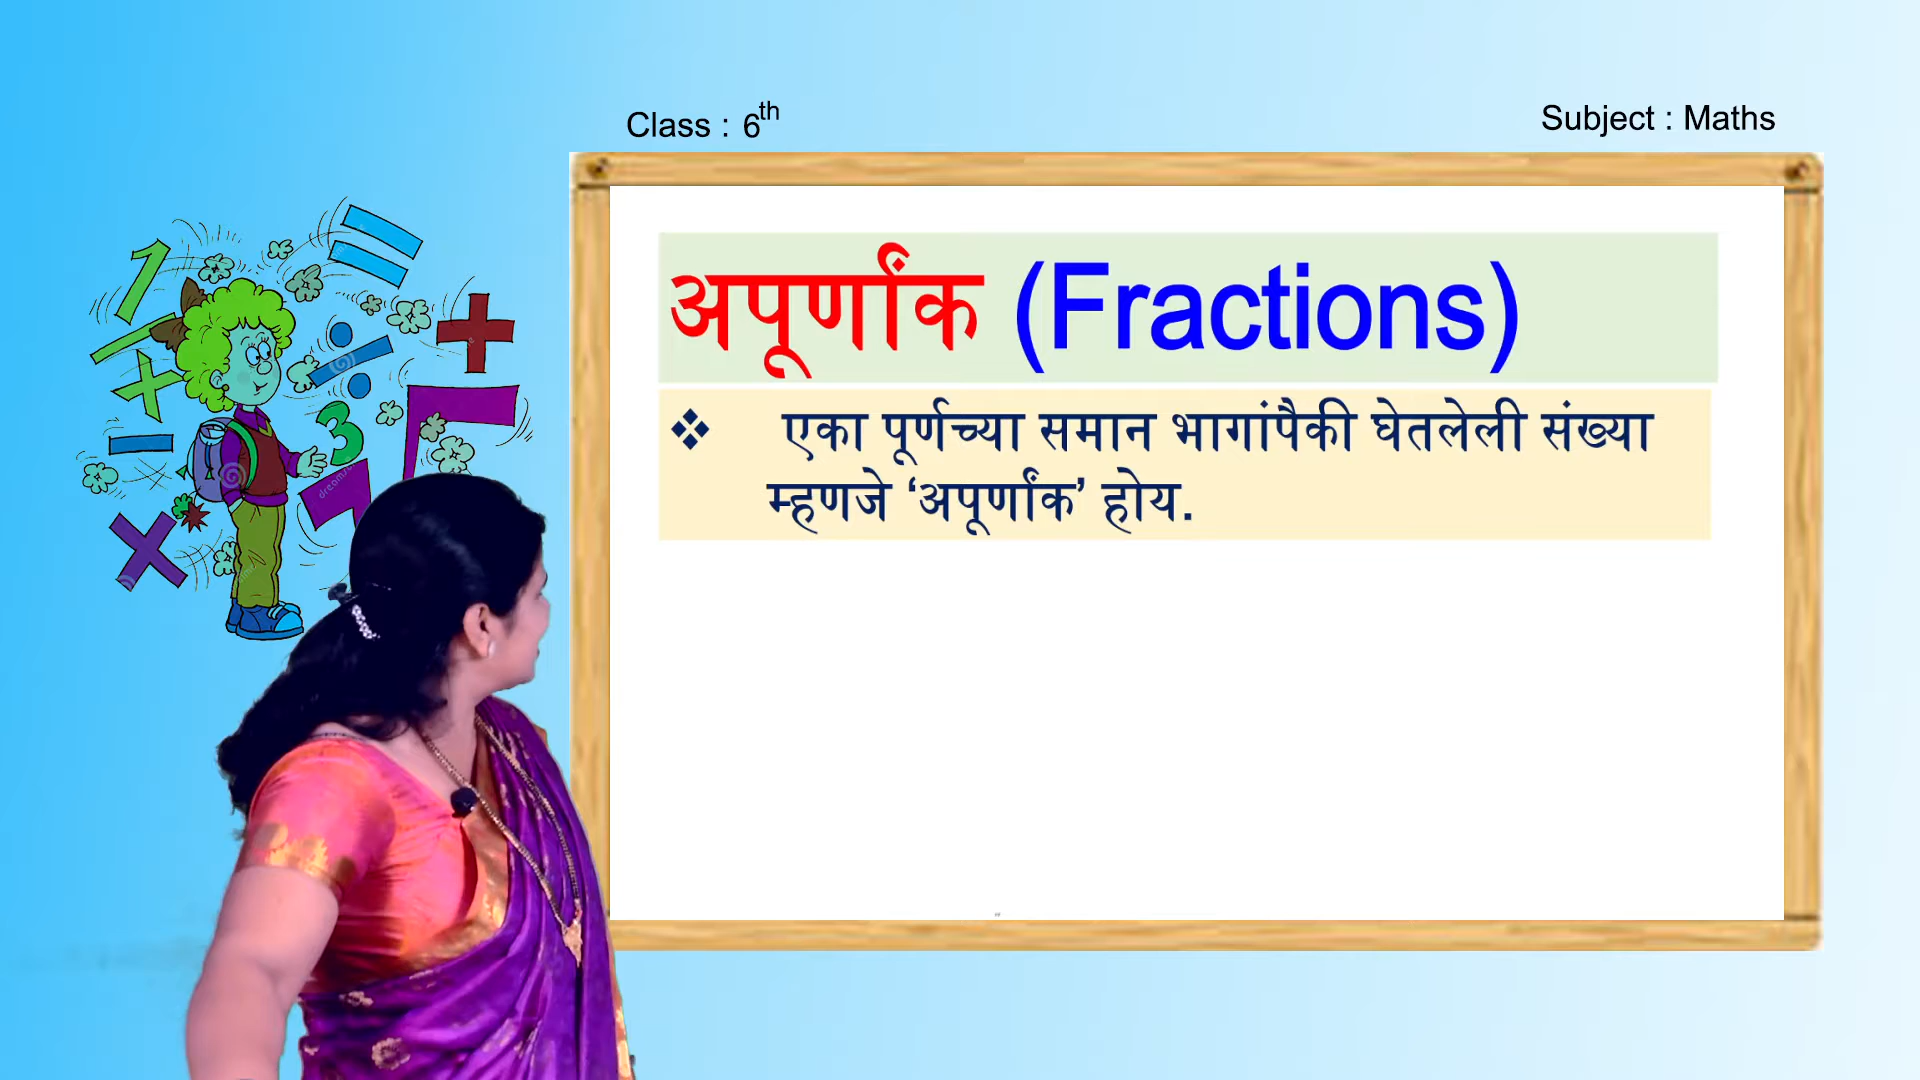 Class : 6th
Subject : Maths
अपूर्णांक (Fractions)
❖ एका पूर्णच्या समान भागांपैकी घेतलेली संख्या
म्हणजे ‘अपूर्णांक’ होय.